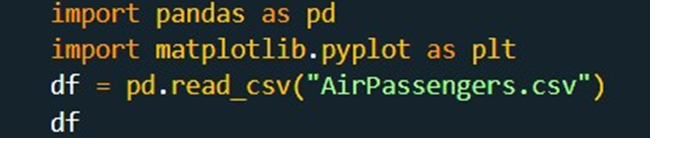 import pandas as pd
import matplotlib.pyplot as plt
df = pd.read_csv("AirPassengers.csv")
df